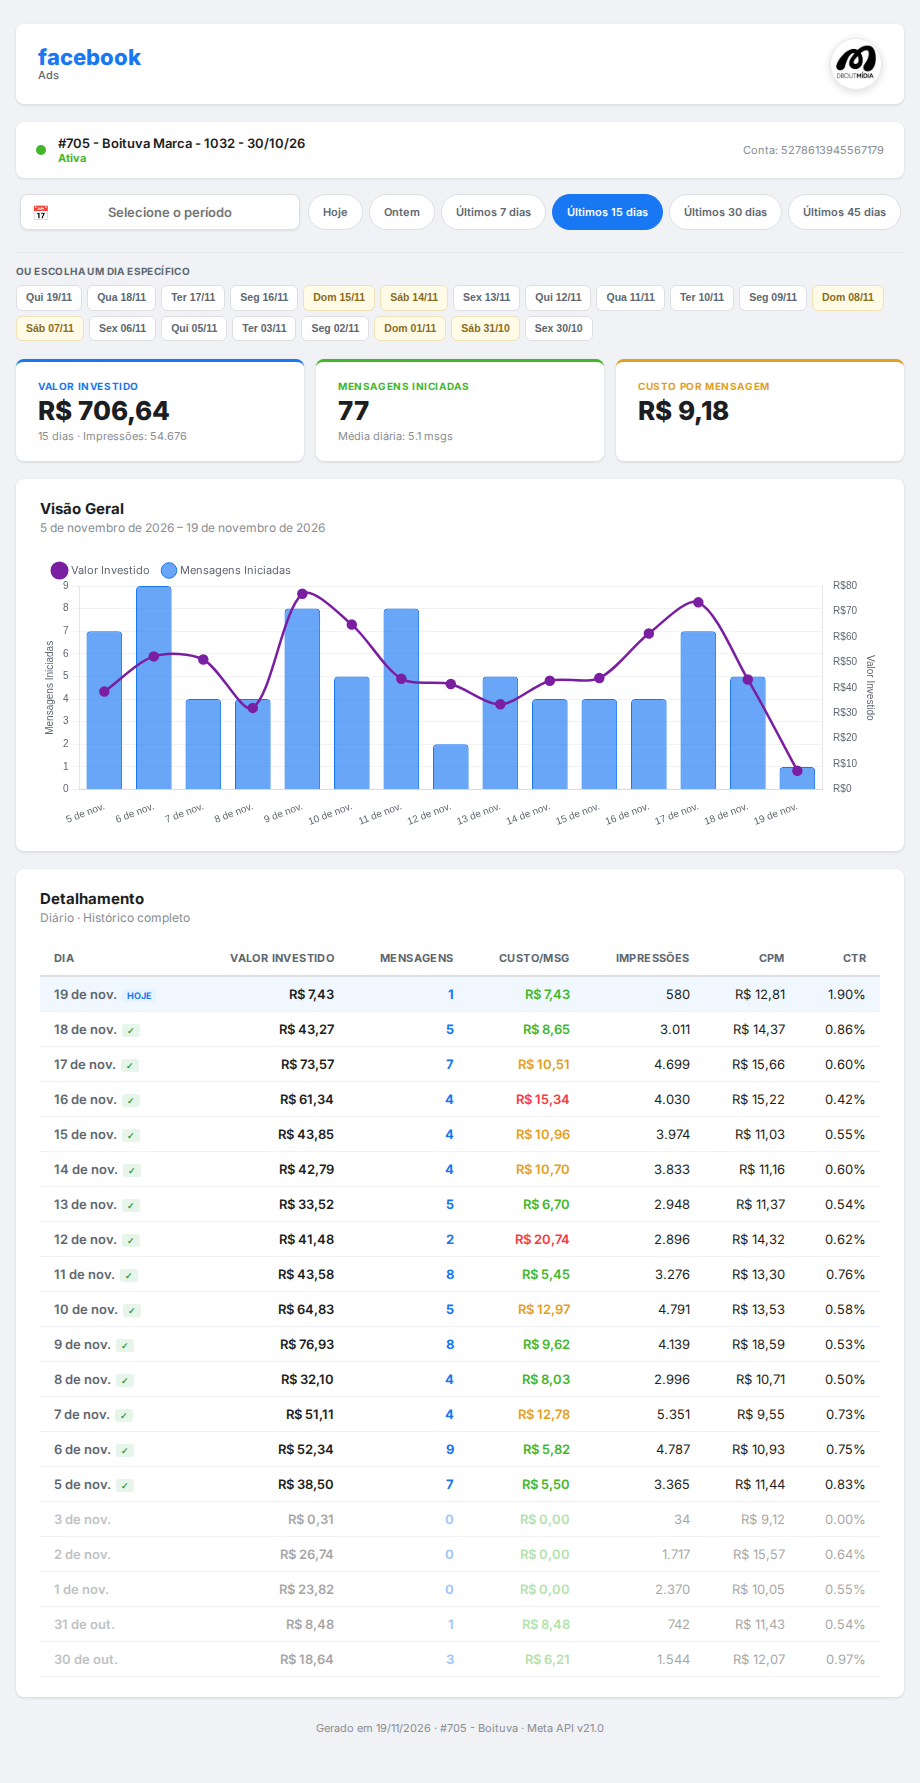 facebook
Ads
DBOUTMÍDIA
#705 - Boituva Marca - 1032 - 30/10/26
Ativa
Conta: 5278613945567179
Selecione o período
Hoje
Ontem
Últimos 7 dias
Últimos 15 dias
Últimos 30 dias
Últimos 45 dias
OU ESCOLHA UM DIA ESPECÍFICO
Qui 19/11 Qua 18/11 Ter 17/11 Seg 16/11 Dom 15/11 Sáb 14/11 Sex 13/11 Qui 12/11 Qua 11/11 Ter 10/11 Seg 09/11 Dom 08/11
Sáb 07/11 Sex 06/11 Qui 05/11 Ter 03/11 Seg 02/11 Dom 01/11 Sáb 31/10 Sex 30/10
VALOR INVESTIDO
R$ 706,64
15 dias · Impressões: 54.676
MENSAGENS INICIADAS
77
Média diária: 5.1 msgs
CUSTO POR MENSAGEM
R$ 9,18
Visão Geral
5 de novembro de 2026 – 19 de novembro de 2026
Valor Investido Mensagens Iniciadas
Mensagens Iniciadas
9
8
7
6
5
4
3
2
1
0
R$80
R$70
R$60
R$50
R$40
R$30
R$20
R$10
R$0
Valor Investido
5 de nov. 6 de nov. 7 de nov. 8 de nov. 9 de nov. 10 de nov. 11 de nov. 12 de nov. 13 de nov. 14 de nov. 15 de nov. 16 de nov. 17 de nov. 18 de nov. 19 de nov.
Detalhamento
Diário · Histórico completo
DIA VALOR INVESTIDO MENSAGENS CUSTO/MSG IMPRESSÕES CPM CTR
19 de nov. HOJE R$ 7,43 1 R$ 7,43 580 R$ 12,81 1.90%
18 de nov. ✓ R$ 43,27 5 R$ 8,65 3.011 R$ 14,37 0.86%
17 de nov. ✓ R$ 73,57 7 R$ 10,51 4.699 R$ 15,66 0.60%
16 de nov. ✓ R$ 61,34 4 R$ 15,34 4.030 R$ 15,22 0.42%
15 de nov. ✓ R$ 43,85 4 R$ 10,96 3.974 R$ 11,03 0.55%
14 de nov. ✓ R$ 42,79 4 R$ 10,70 3.833 R$ 11,16 0.60%
13 de nov. ✓ R$ 33,52 5 R$ 6,70 2.948 R$ 11,37 0.54%
12 de nov. ✓ R$ 41,48 2 R$ 20,74 2.896 R$ 14,32 0.62%
11 de nov. ✓ R$ 43,58 8 R$ 5,45 3.276 R$ 13,30 0.76%
10 de nov. ✓ R$ 64,83 5 R$ 12,97 4.791 R$ 13,53 0.58%
9 de nov. ✓ R$ 76,93 8 R$ 9,62 4.139 R$ 18,59 0.53%
8 de nov. ✓ R$ 32,10 4 R$ 8,03 2.996 R$ 10,71 0.50%
7 de nov. ✓ R$ 51,11 4 R$ 12,78 5.351 R$ 9,55 0.73%
6 de nov. ✓ R$ 52,34 9 R$ 5,82 4.787 R$ 10,93 0.75%
5 de nov. ✓ R$ 38,50 7 R$ 5,50 3.365 R$ 11,44 0.83%
3 de nov. R$ 0,31 0 R$ 0,00 34 R$ 9,12 0.00%
2 de nov. R$ 26,74 0 R$ 0,00 1.717 R$ 15,57 0.64%
1 de nov. R$ 23,82 0 R$ 0,00 2.370 R$ 10,05 0.55%
31 de out. R$ 8,48 1 R$ 8,48 742 R$ 11,43 0.54%
30 de out. R$ 18,64 3 R$ 6,21 1.544 R$ 12,07 0.97%
Gerado em 19/11/2026 · #705 - Boituva · Meta API v21.0